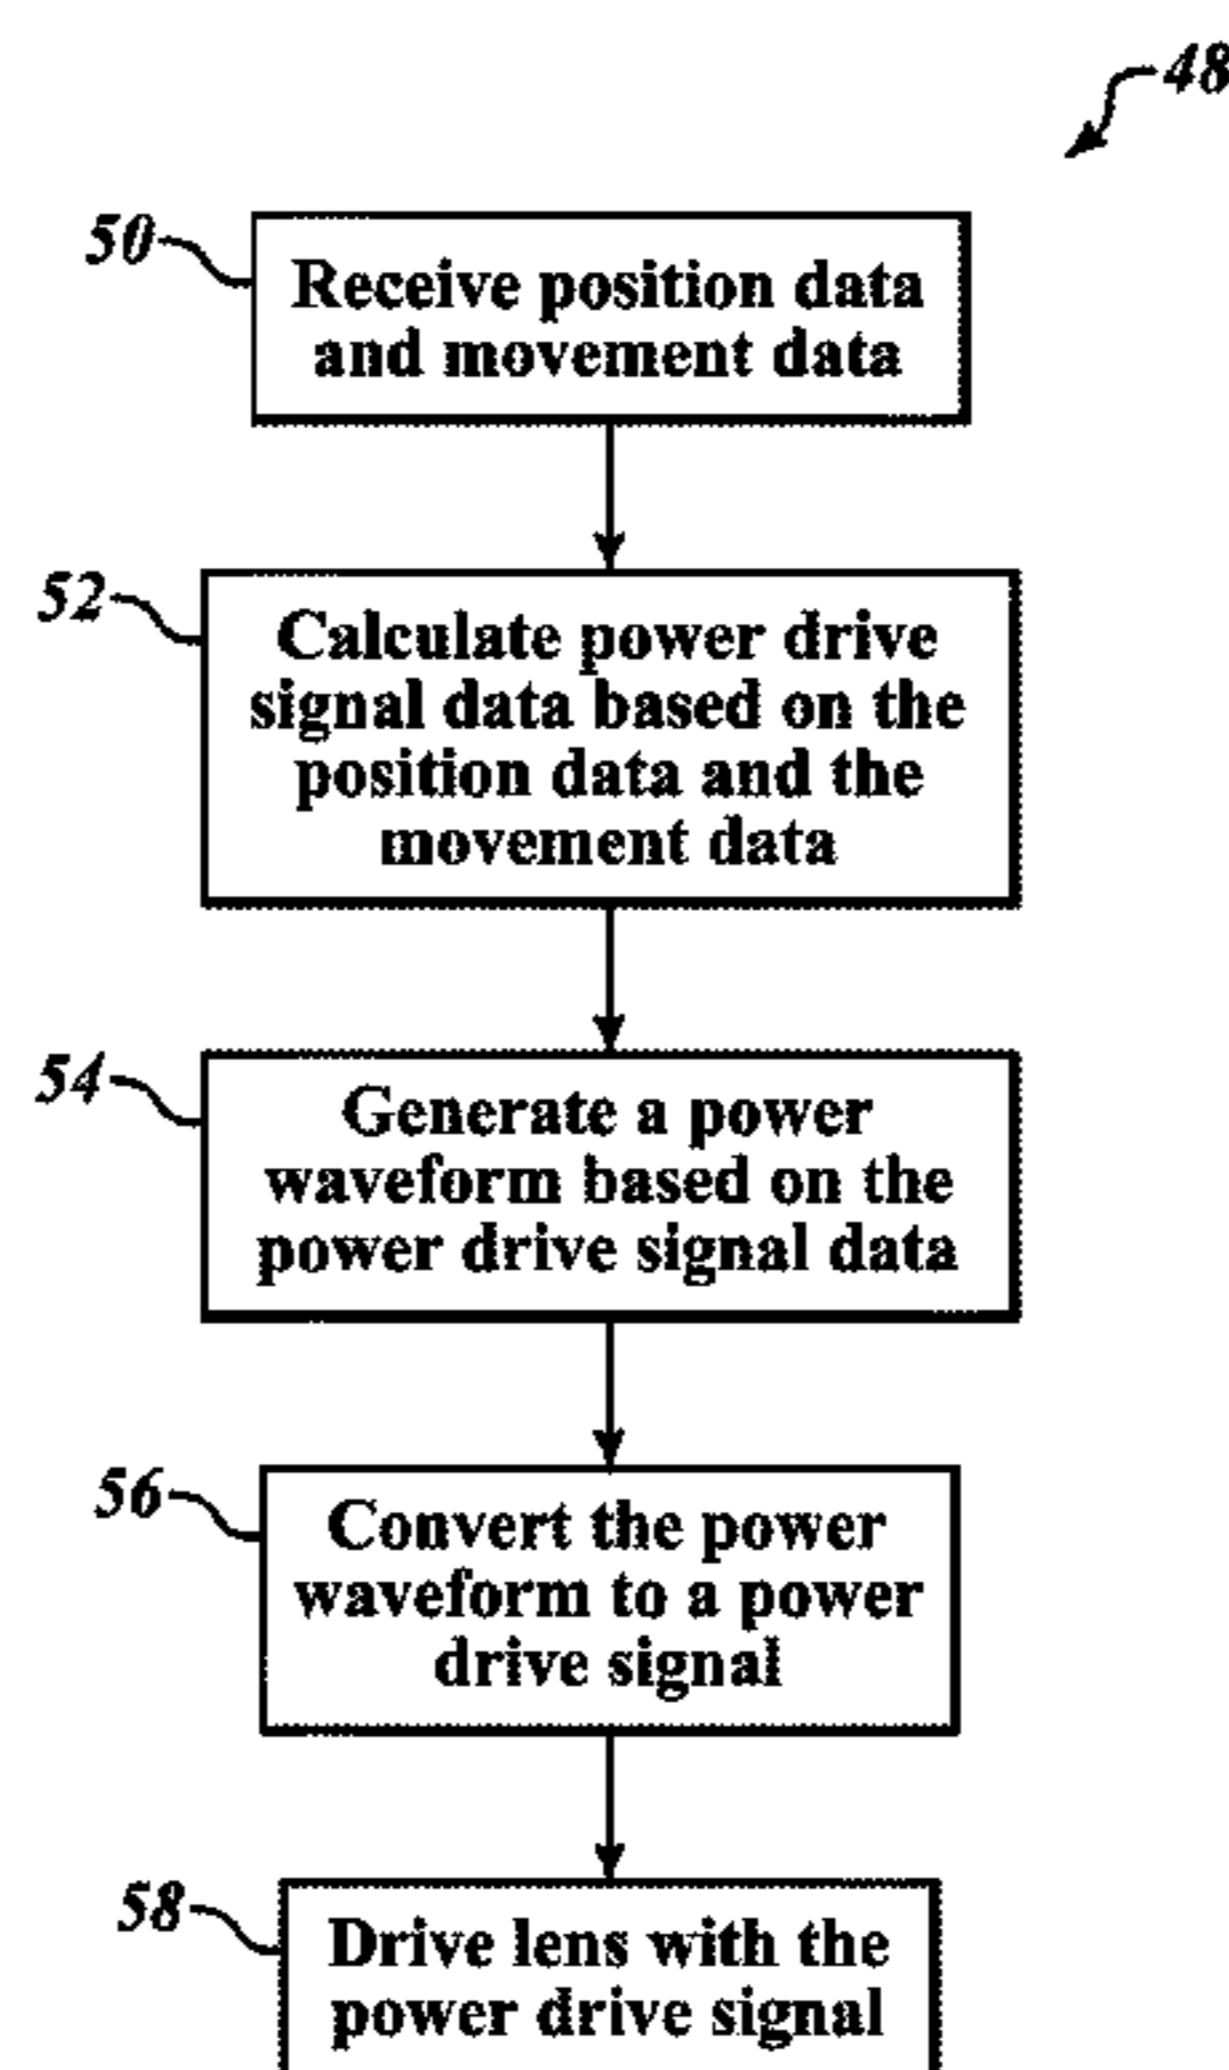 48
50
Receive position data
and movement data
52
Calculate power drive
signal data based on the
position data and the
movement data
54
Generate a power
waveform based on the
power drive signal data
56
Convert the power
waveform to a power
drive signal
58
Drive lens with the
power drive signal